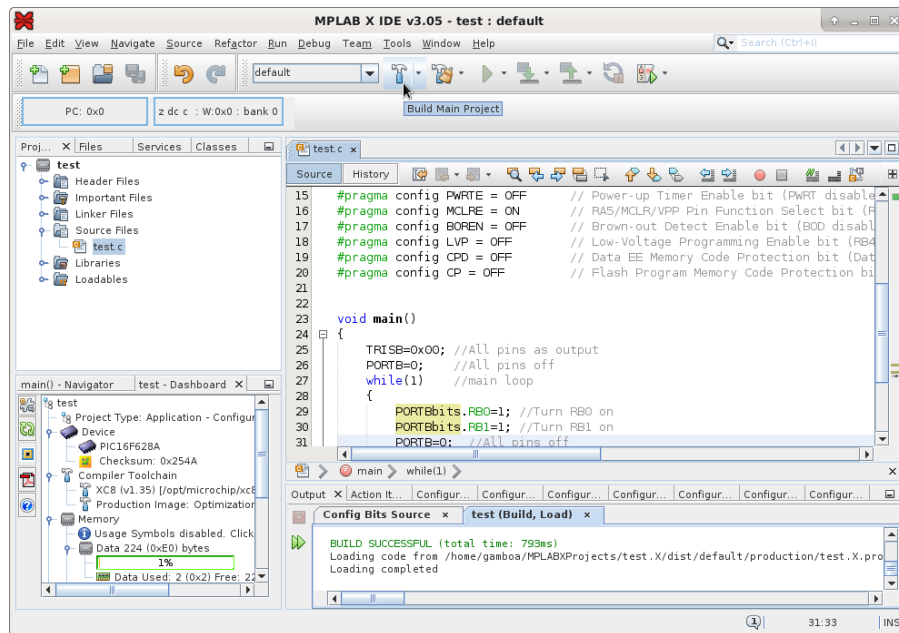 MPLAB X IDE v3.05 - test : default
File Edit View Navigate Source Refactor Run Debug Team Tools Window Help
Search (Ctrl+I)
default
PC: 0x0
z dc c : W:0x0 : bank 0
Build Main Project
Proj... X Files Services Classes
test
Header Files
Important Files
Linker Files
Source Files
test.c
Libraries
Loadables
main() - Navigator test - Dashboard X
test
Project Type: Application - Configur
Device
PIC16F628A
Checksum: 0x254A
Compiler Toolchain
XC8 (v1.35) [/opt/microchip/xc8
Production Image: Optimization
Memory
Usage Symbols disabled. Click
Data 224 (0xE0) bytes
1%
Data Used: 2 (0x2) Free: 22
test.c x
Source History
15 #pragma config PWRTE = OFF // Power-up Timer Enable bit (PWRT disable
16 #pragma config MCLRE = ON // RA5/MCLR/VPP Pin Function Select bit (R
17 #pragma config BOREN = OFF // Brown-out Detect Enable bit (BOD disabl
18 #pragma config LVP = OFF // Low-Voltage Programming Enable bit (RB4
19 #pragma config CPD = OFF // Data EE Memory Code Protection bit (Dat
20 #pragma config CP = OFF // Flash Program Memory Code Protection bi
21
22
23 void main()
24 {
25 TRISB=0x00; //All pins as output
26 PORTB=0; //All pins off
27 while(1) //main loop
28 {
29 PORTBbits.RB0=1; //Turn RB0 on
30 PORTBbits.RB1=1; //Turn RB1 on
31 PORTB=0; //All pins off
main while(1)
Output X Action It... Configur... Configur... Configur... Configur... Configur... Configur... Configur...
Config Bits Source x test (Build, Load) x
BUILD SUCCESSFUL (total time: 793ms)
Loading code from /home/gamboa/MPLABXProjects/test.X/dist/default/production/test.X.pro
Loading completed
1 31:33 INS